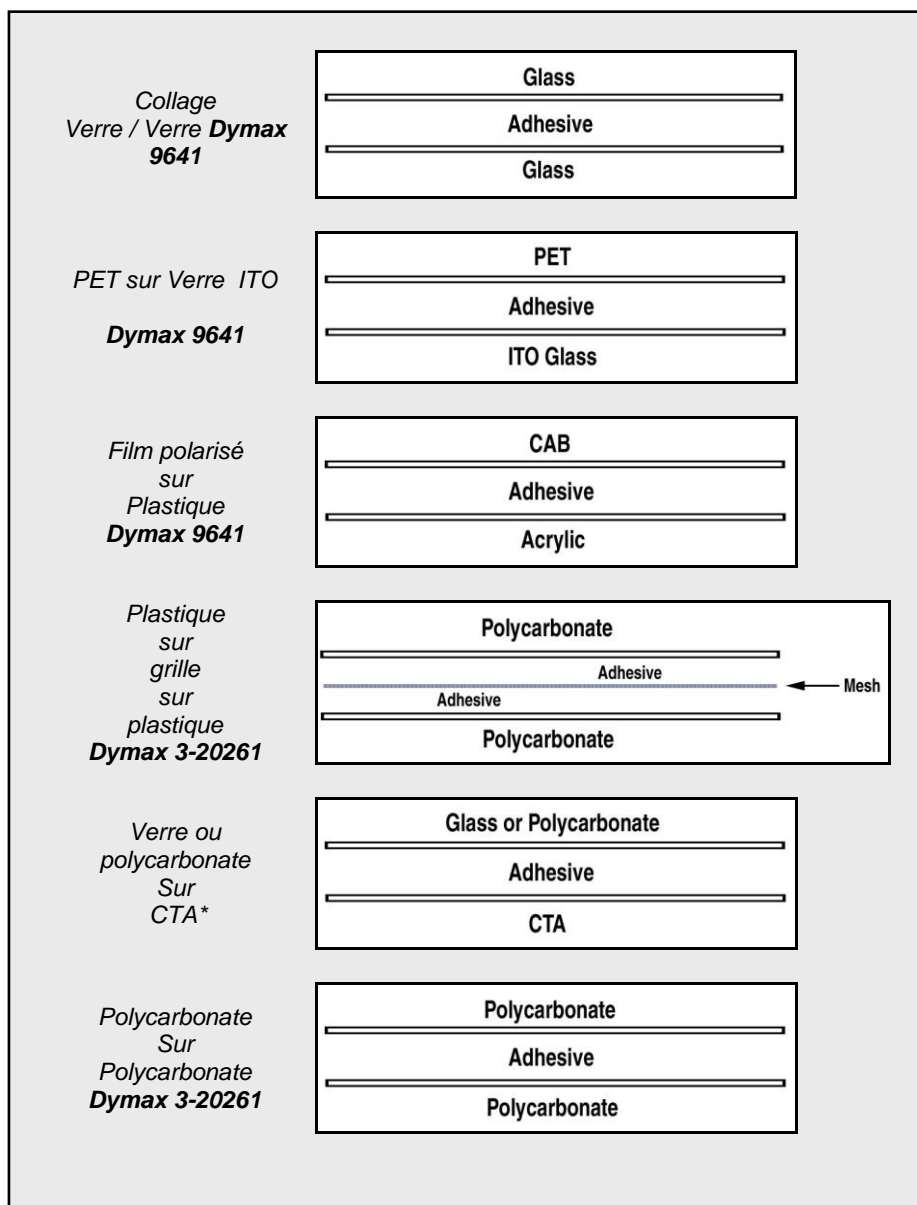 Collage
Verre / Verre Dymax
9641
Glass
Adhesive
Glass
PET sur Verre ITO
Dymax 9641
PET
Adhesive
ITO Glass
Film polarisé
sur
Plastique
Dymax 9641
CAB
Adhesive
Acrylic
Plastique
sur
grille
sur
plastique
Dymax 3-20261
Polycarbonate
Adhesive
Mesh
Adhesive
Polycarbonate
Verre ou
polycarbonate
Sur
CTA*
Glass or Polycarbonate
Adhesive
CTA
Polycarbonate
Sur
Polycarbonate
Dymax 3-20261
Polycarbonate
Adhesive
Polycarbonate